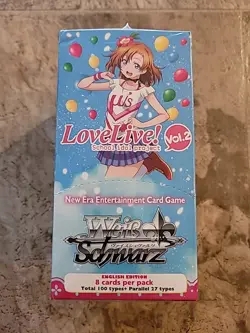 LoveLive!
School idol project
Vol.2
New Era Entertainment Card Game
Weiß
Schwarz
ENGLISH EDITION
8 cards per pack
Total 100 types+ Parallel 27 types